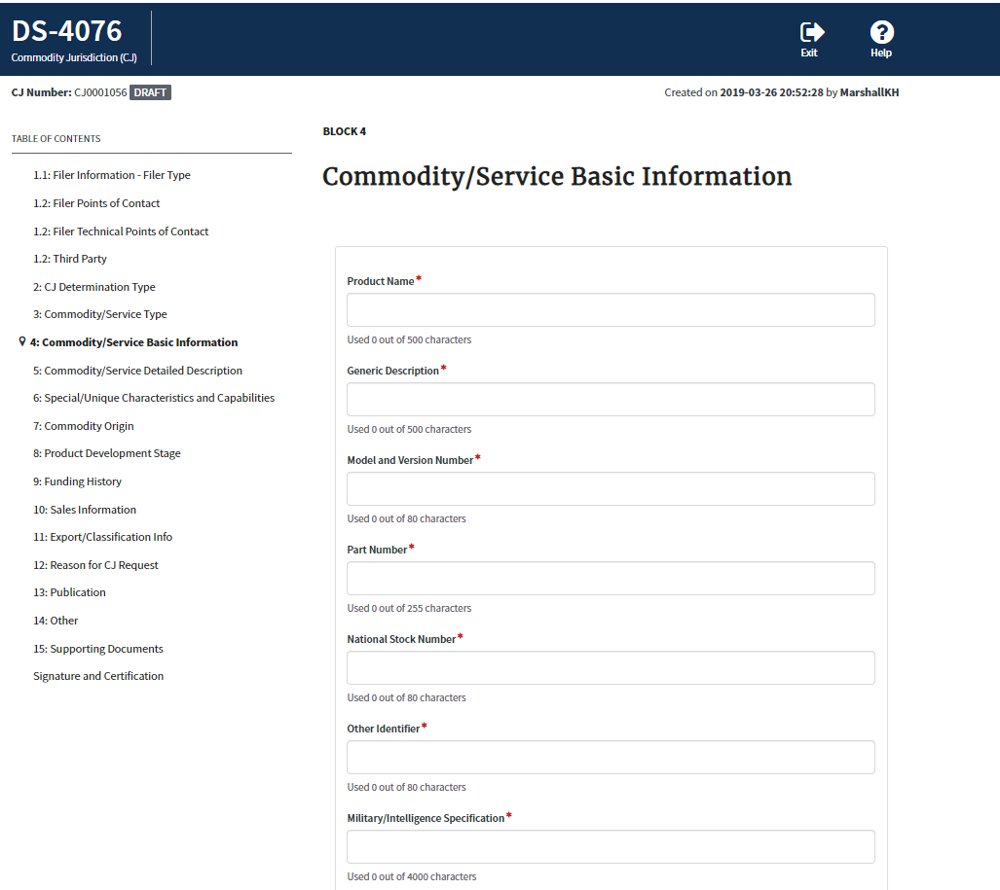 DS-4076
Commodity Jurisdiction (CJ)
Exit
Help
CJ Number: CJ0001056 DRAFT
Created on 2019-03-26 20:52:28 by MarshallKH
TABLE OF CONTENTS
1.1: Filer Information - Filer Type
1.2: Filer Points of Contact
1.2: Filer Technical Points of Contact
1.2: Third Party
2: CJ Determination Type
3: Commodity/Service Type
4: Commodity/Service Basic Information
5: Commodity/Service Detailed Description
6: Special/Unique Characteristics and Capabilities
7: Commodity Origin
8: Product Development Stage
9: Funding History
10: Sales Information
11: Export/Classification Info
12: Reason for CJ Request
13: Publication
14: Other
15: Supporting Documents
Signature and Certification
BLOCK 4
Commodity/Service Basic Information
Product Name*
Used 0 out of 500 characters
Generic Description*
Used 0 out of 500 characters
Model and Version Number*
Used 0 out of 80 characters
Part Number*
Used 0 out of 255 characters
National Stock Number*
Used 0 out of 80 characters
Other Identifier*
Used 0 out of 80 characters
Military/Intelligence Specification*
Used 0 out of 4000 characters